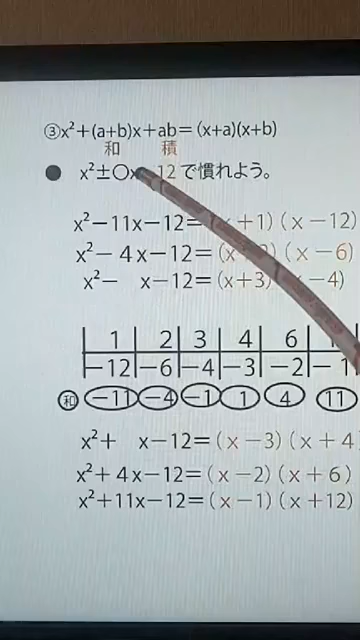 ③x²+(a+b)x+ab=(x+a)(x+b)
和 積
● x²±○x 12で慣れよう。
x²−11x−12=(x+1)(x−12)
x²− 4x−12=(x )(x−6)
x²− x−12=(x+3) −4)
1 2 3 4 6
−12 −6 −4 −3 −2 −1
和 −11 −4 −1 1 4 11
x²+ x−12=(x−3)(x+4
x²+4x−12=(x−2)(x+6)
x²+11x−12=(x−1)(x+12)